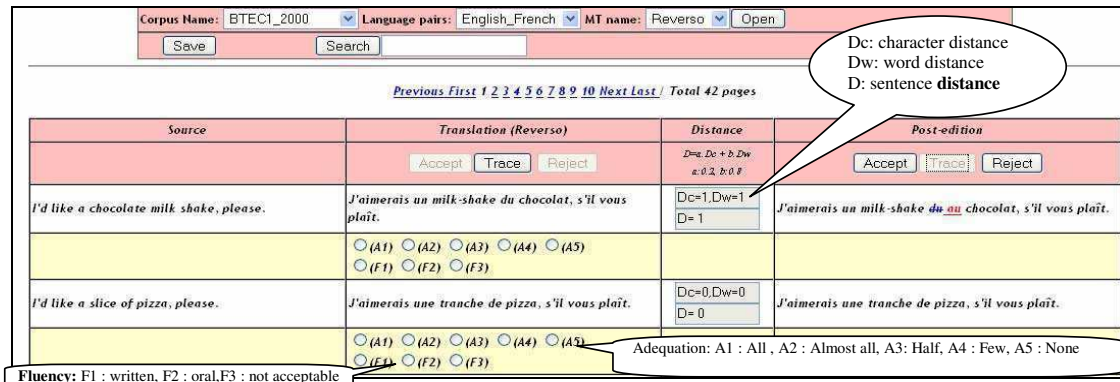 Corpus Name: BTEC1_2000 Language pairs: English_French MT name: Reverso Open
Save Search
Dc: character distance
Dw: word distance
D: sentence distance
Previous First 1 2 3 4 5 6 7 8 9 10 Next Last / Total 42 pages
Source Translation (Reverso) Distance Post-edition
Accept Trace Reject D=a. Dc + b. Dw Accept Trace Reject
a:0.2, b:0.8
I'd like a chocolate milk shake, please. J'aimerais un milk-shake du chocolat, s'il vous plaît. Dc=1,Dw=1 J'aimerais un milk-shake du au chocolat, s'il vous plaît.
D= 1
(A1) (A2) (A3) (A4) (A5)
(F1) (F2) (F3)
I'd like a slice of pizza, please. J'aimerais une tranche de pizza, s'il vous plaît. Dc=0,Dw=0 J'aimerais une tranche de pizza, s'il vous plaît.
D= 0
(A1) (A2) (A3) (A4) (A5)
(F1) (F2) (F3)
Adequation: A1 : All , A2 : Almost all, A3: Half, A4 : Few, A5 : None
Fluency: F1 : written, F2 : oral,F3 : not acceptable